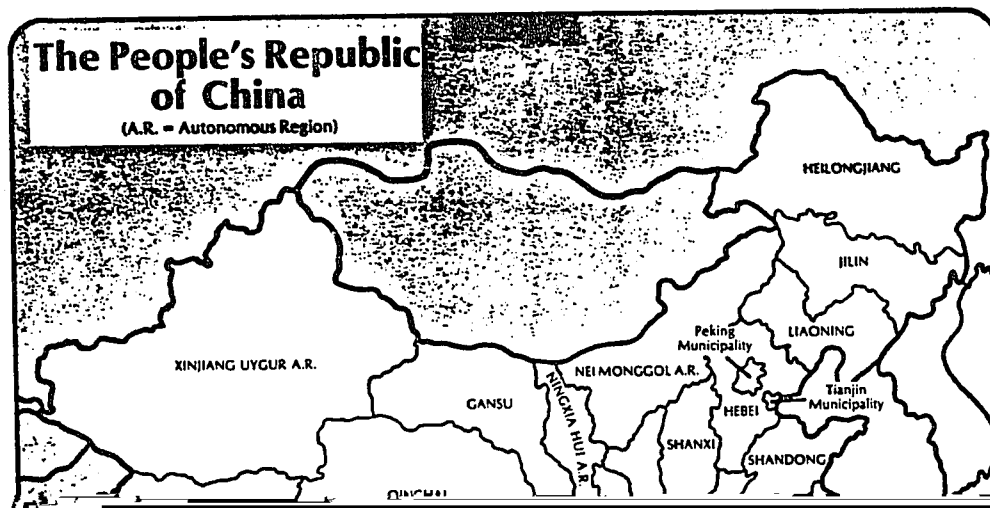 The People's Republic
of China
(A.R. = Autonomous Region)
HEILONGJIANG
JILIN
LIAONING
Peking
Municipality
XINJIANG UYGUR A.R.
NEI MONGGOL A.R.
GANSU
NINGXIA HUI A.R.
HEBEI
Tianjin
Municipality
SHANXI
SHANDONG